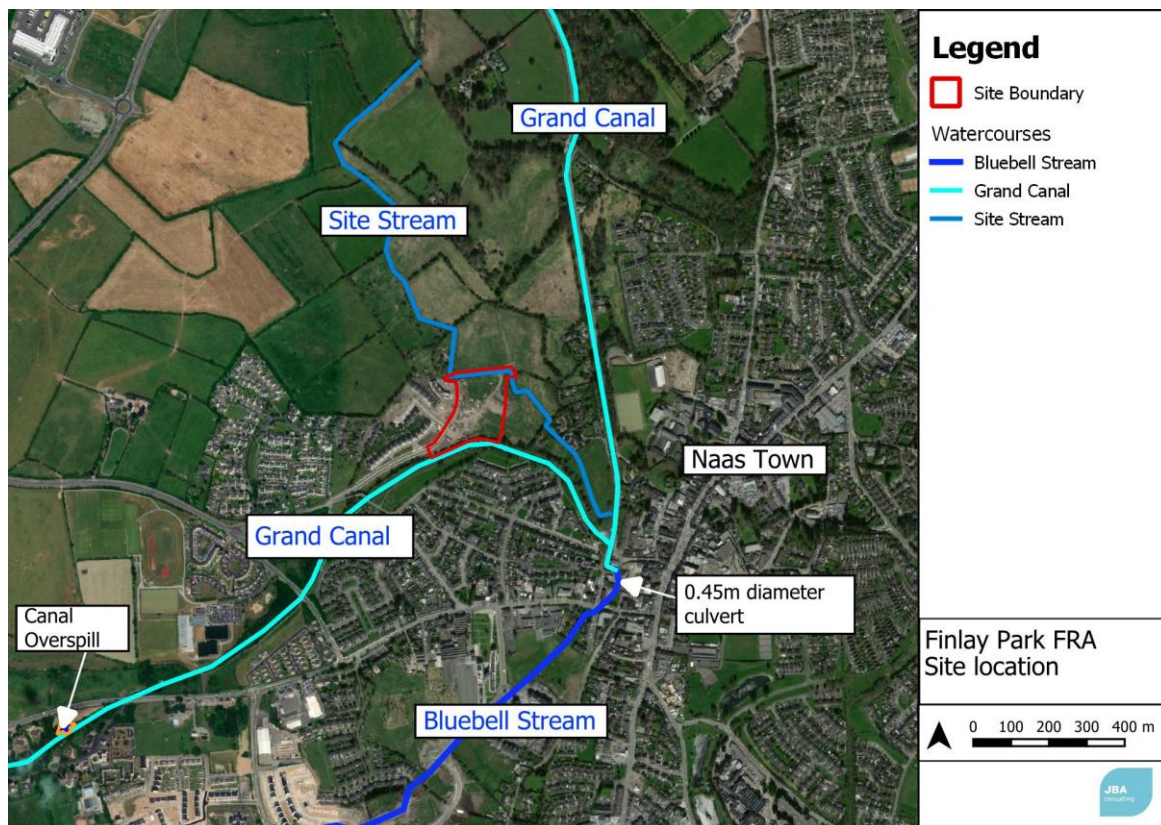 Grand Canal
Site Stream
Naas Town
Grand Canal
0.45m diameter
culvert
Canal
Overspill
Bluebell Stream
Legend
Site Boundary
Watercourses
Bluebell Stream
Grand Canal
Site Stream
Finlay Park FRA
Site location
0 100 200 300 400 m
JBA
consulting